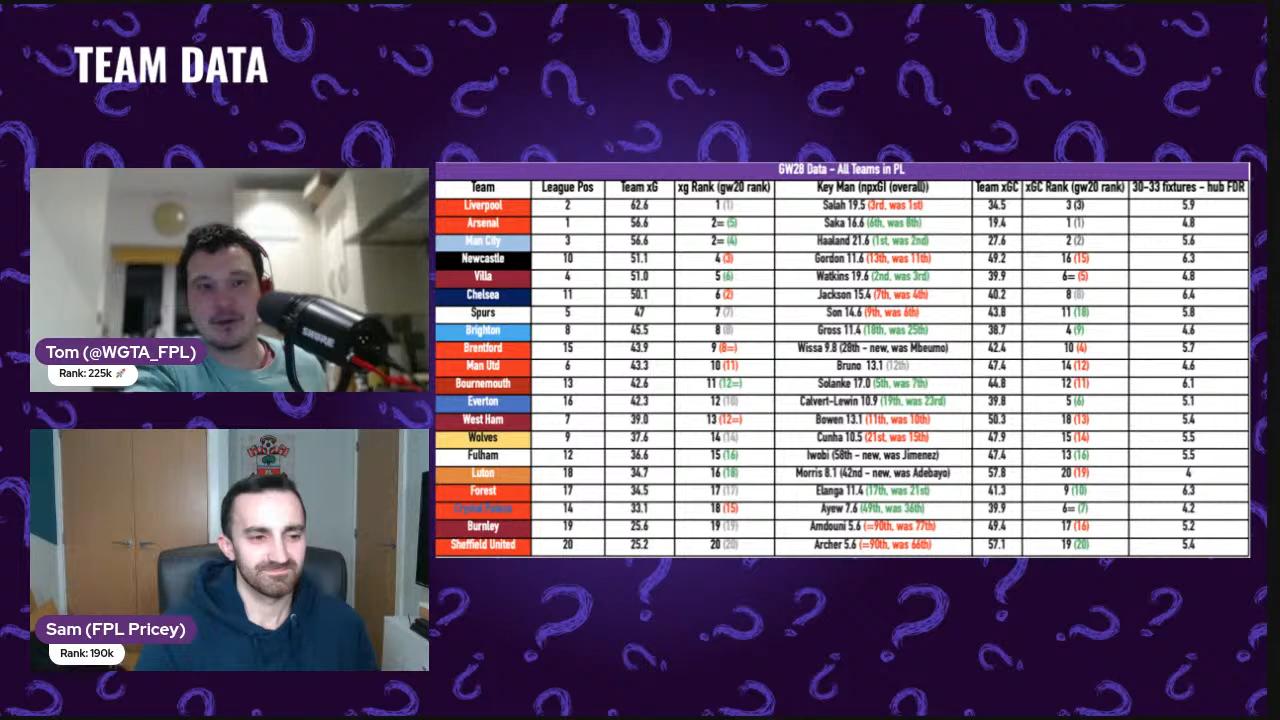 TEAM DATA
GW28 Data - All Teams in PL
Team League Pos Team xG xg Rank (gw20 rank) Key Man (npxGI (overall)) Team xGC xGC Rank (gw20 rank) 30-33 fixtures - hub FDR
Liverpool 2 62.6 1 (1) Salah 19.5 (3rd, was 1st) 34.5 3 (3) 5.9
Arsenal 1 56.6 2= (5) Saka 16.6 (6th, was 8th) 19.4 1 (1) 4.8
Man City 3 56.6 2= (4) Haaland 21.6 (1st, was 2nd) 27.6 2 (2) 5.6
Newcastle 10 51.1 4 (3) Gordon 11.6 (13th, was 11th) 49.2 16 (15) 6.3
Villa 4 51.0 5 (6) Watkins 19.6 (2nd, was 3rd) 39.9 6= (5) 4.8
Chelsea 11 50.1 6 (2) Jackson 15.4 (7th, was 4th) 40.2 8 (8) 6.4
Spurs 5 47 7 (7) Son 14.6 (9th, was 6th) 43.8 11 (18) 5.8
Brighton 8 45.5 8 (8) Gross 11.4 (18th, was 25th) 38.7 4 (9) 4.6
Brentford 15 43.9 9 (8=) Wissa 9.8 (28th - new, was Mbeumo) 42.4 10 (4) 5.7
Man Utd 6 43.3 10 (11) Bruno 13.1 (12th) 47.4 14 (12) 4.6
Bournemouth 13 42.6 11 (12=) Solanke 17.0 (5th, was 7th) 44.8 12 (11) 6.1
Everton 16 42.3 12 (10) Calvert-Lewin 10.9 (19th, was 23rd) 39.8 5 (6) 5.1
West Ham 7 39.0 13 (12=) Bowen 13.1 (11th, was 10th) 50.3 18 (13) 5.4
Wolves 9 37.6 14 (14) Cunha 10.5 (21st, was 15th) 47.9 15 (14) 5.5
Fulham 12 36.6 15 (16) Iwobi (58th - new, was Jimenez) 47.4 13 (16) 5.5
Luton 18 34.7 16 (18) Morris 8.1 (42nd - new, was Adebayo) 57.8 20 (19) 4
Forest 17 34.5 17 (17) Elanga 11.4 (17th, was 21st) 41.3 9 (10) 6.3
Crystal Palace 14 33.1 18 (15) Ayew 7.6 (49th, was 36th) 39.9 6= (7) 4.2
Burnley 19 25.6 19 (19) Amdouni 5.6 (=90th, was 77th) 49.4 17 (16) 5.2
Sheffield United 20 25.2 20 (20) Archer 5.6 (=90th, was 66th) 57.1 19 (20) 5.4
SHURE
Tom (@WGTA_FPL)
Rank: 225k 🚀
Sam (FPL Pricey)
Rank: 190k